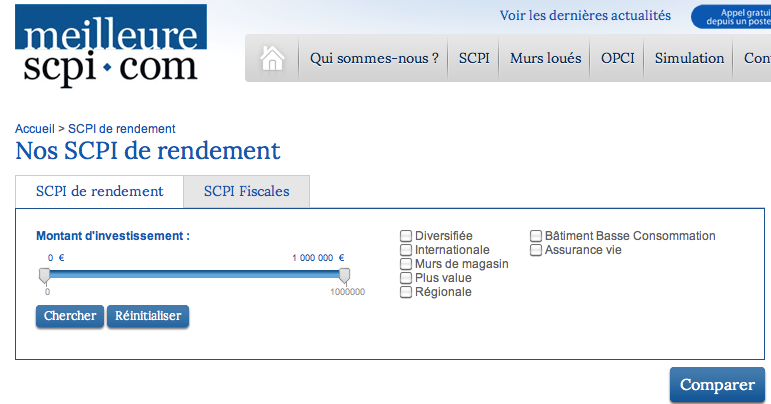 Voir les dernières actualités
Appel gratui
depuis un poste
meilleure
scpi·com
Qui sommes-nous ? SCPI Murs loués OPCI Simulation Con
Accueil > SCPI de rendement
Nos SCPI de rendement
SCPI de rendement SCPI Fiscales
Montant d'investissement :
0 € 1 000 000 €
0 1000000
Chercher Réinitialiser
Diversifiée
Internationale
Murs de magasin
Plus value
Régionale
Bâtiment Basse Consommation
Assurance vie
Comparer